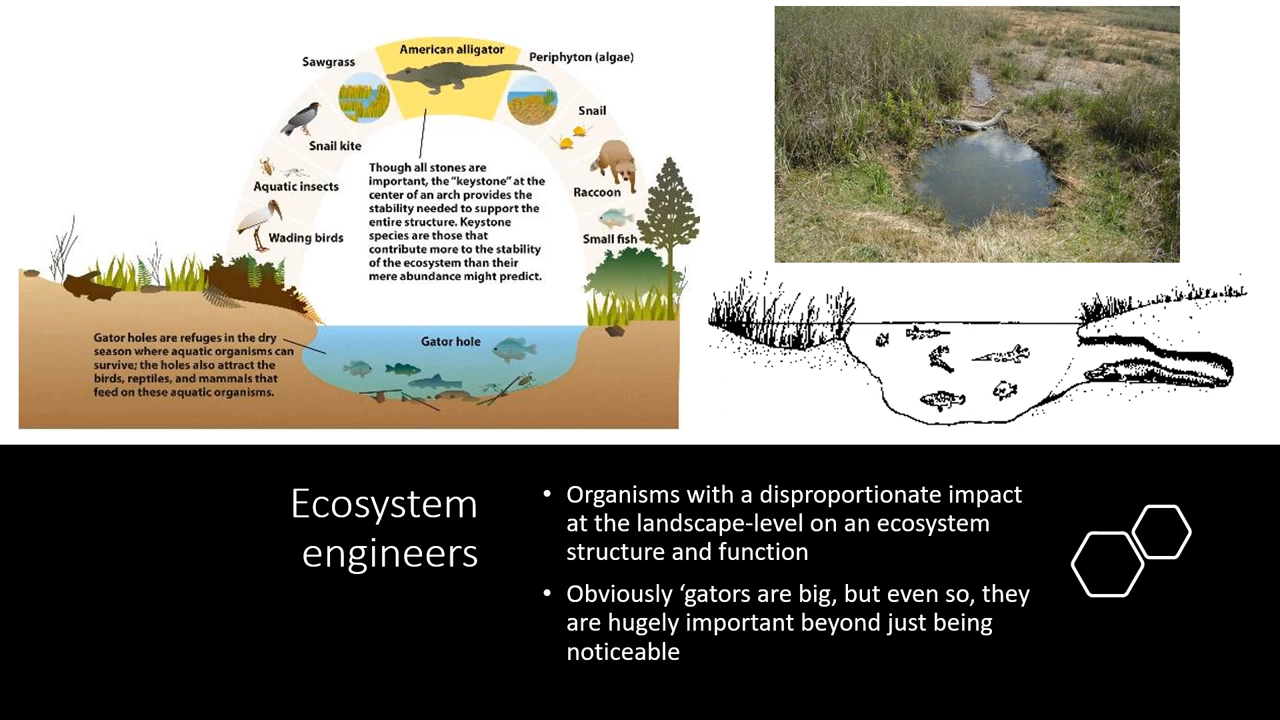 American alligator
Sawgrass
Periphyton (algae)
Snail kite
Snail
Aquatic insects
Raccoon
Wading birds
Small fish
Though all stones are
important, the “keystone” at the
center of an arch provides the
stability needed to support the
entire structure. Keystone
species are those that
contribute more to the stability
of the ecosystem than their
mere abundance might predict.
Gator holes are refuges in the dry
season where aquatic organisms can
survive; the holes also attract the
birds, reptiles, and mammals that
feed on these aquatic organisms.
Gator hole
Ecosystem
engineers
• Organisms with a disproportionate impact
at the landscape-level on an ecosystem
structure and function
• Obviously ‘gators are big, but even so, they
are hugely important beyond just being
noticeable